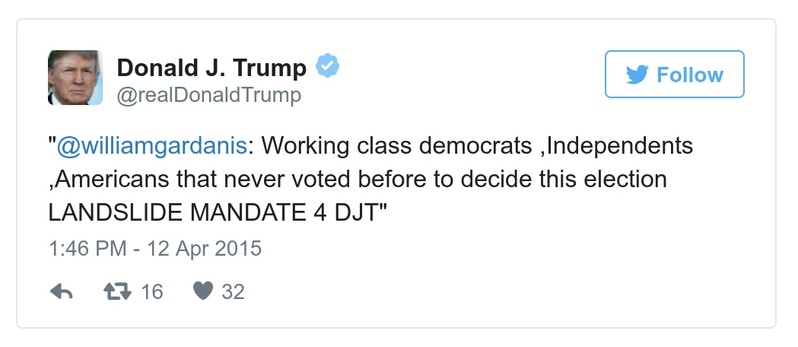 Donald J. Trump
@realDonaldTrump
Follow
"@williamgardanis: Working class democrats ,Independents
,Americans that never voted before to decide this election
LANDSLIDE MANDATE 4 DJT"
1:46 PM - 12 Apr 2015
16 32